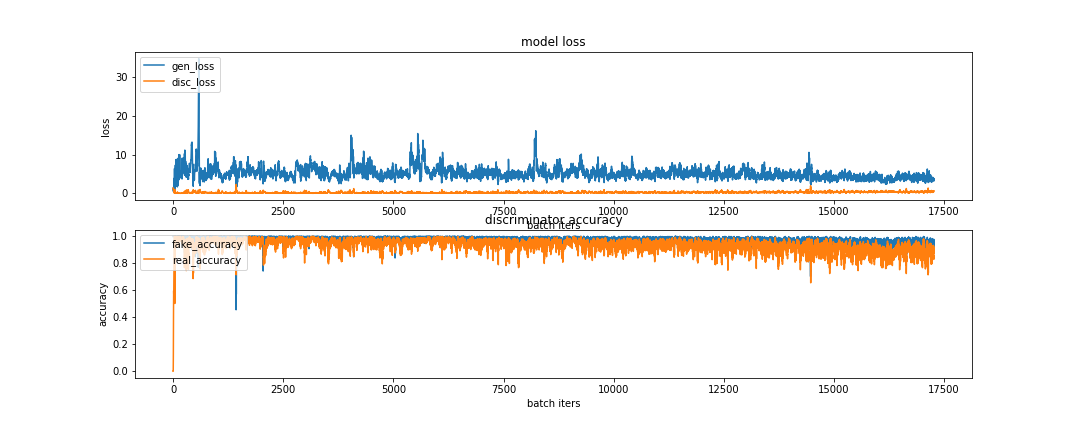 model loss
gen_loss
disc_loss
loss
30
20
10
0
0 2500 5000 7500 10000 12500 15000 17500
batch iters
discriminator accuracy
fake_accuracy
real_accuracy
accuracy
1.0
0.8
0.6
0.4
0.2
0.0
0 2500 5000 7500 10000 12500 15000 17500
batch iters